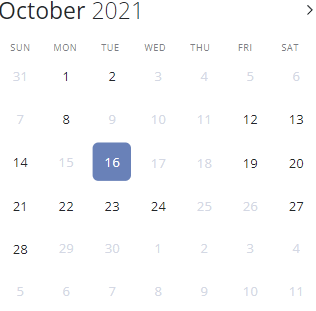 October 2021
SUN MON TUE WED THU FRI SAT
31 1 2 3 4 5 6
7 8 9 10 11 12 13
14 15 16 17 18 19 20
21 22 23 24 25 26 27
28 29 30 1 2 3 4
5 6 7 8 9 10 11